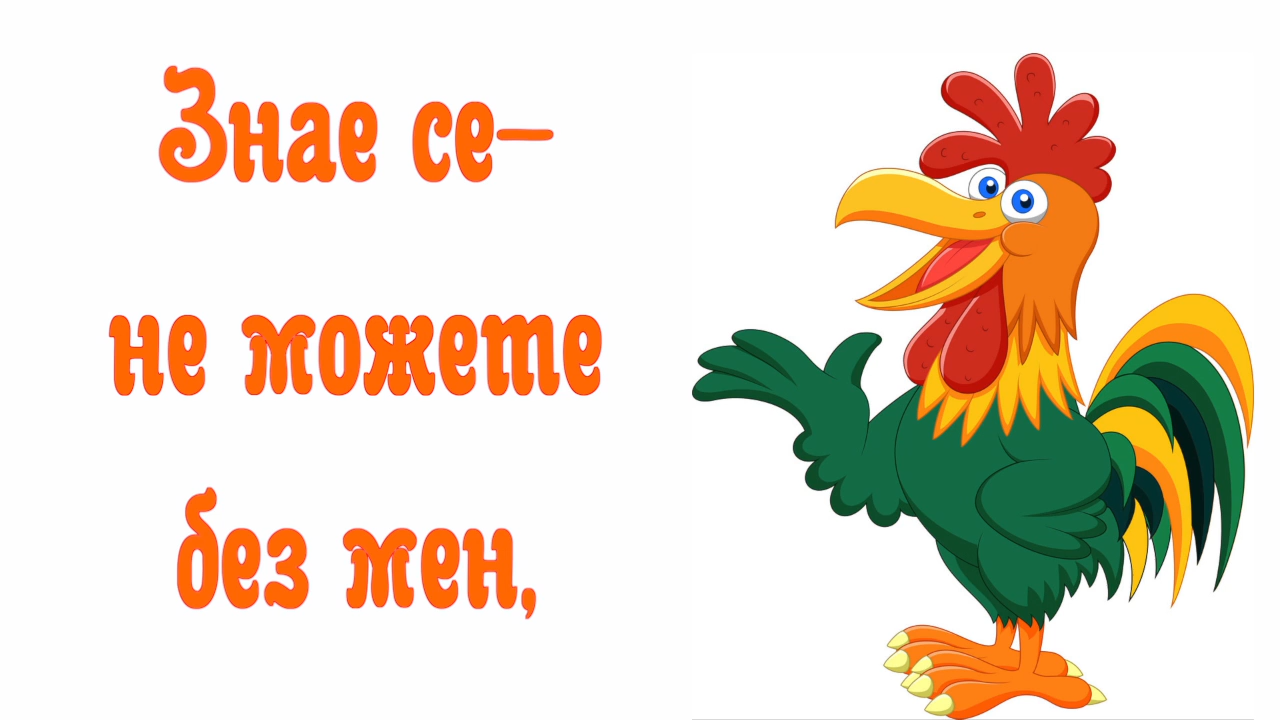 Знае се–
не можете
без мен,